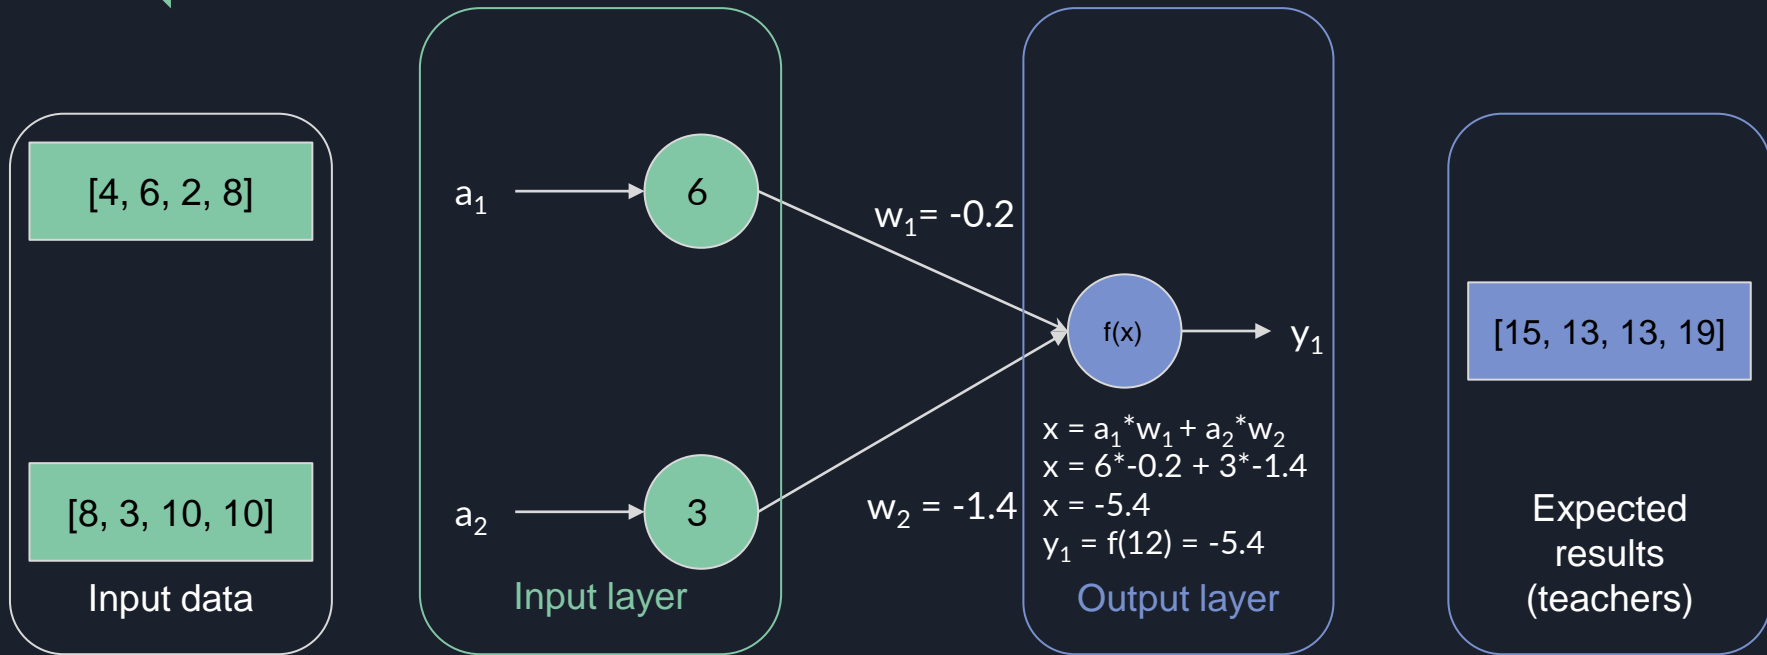 [4, 6, 2, 8]
[8, 3, 10, 10]
Input data
a₁
6
a₂
3
Input layer
w₁= -0.2
w₂ = -1.4
f(x)
y₁
x = a₁*w₁ + a₂*w₂
x = 6*-0.2 + 3*-1.4
x = -5.4
y₁ = f(12) = -5.4
Output layer
[15, 13, 13, 19]
Expected
results
(teachers)